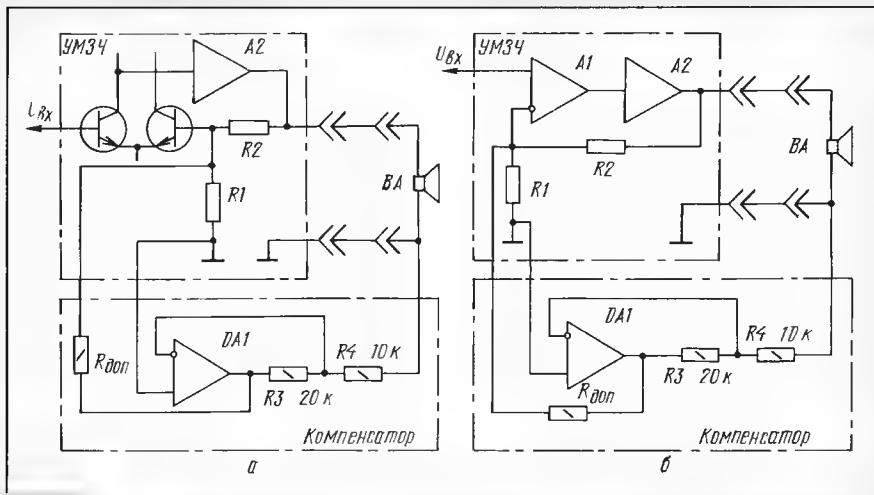 УМЗЧ
A2
iвх
R2
BA
R1
DA1
Rдоп
R4 10 к
R3 20 к
Компенсатор
а
Uвх
УМЗЧ
A1
A2
R2
BA
R1
DA1
R4 10 к
R3 20 к
Rдоп
Компенсатор
б